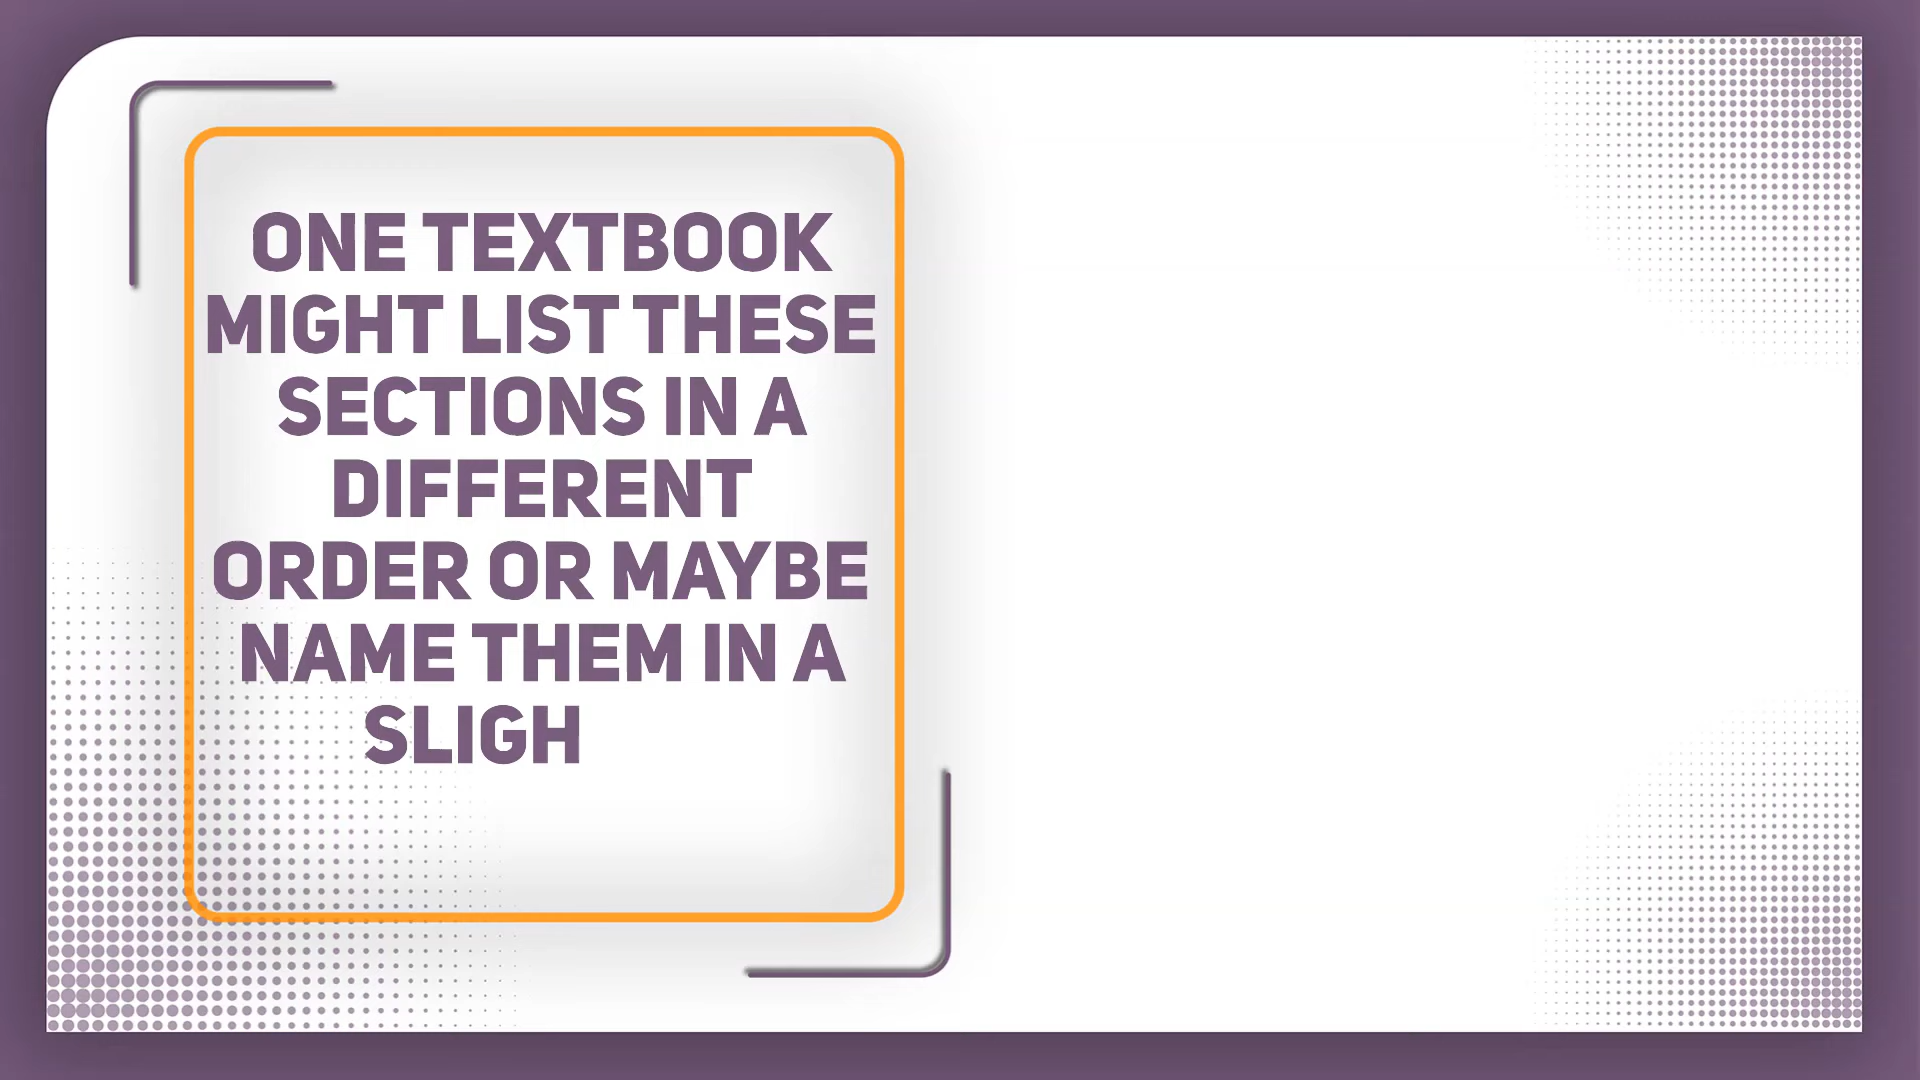 ONE TEXTBOOK
MIGHT LIST THESE
SECTIONS IN A
DIFFERENT
ORDER OR MAYBE
NAME THEM IN A
SLIGH